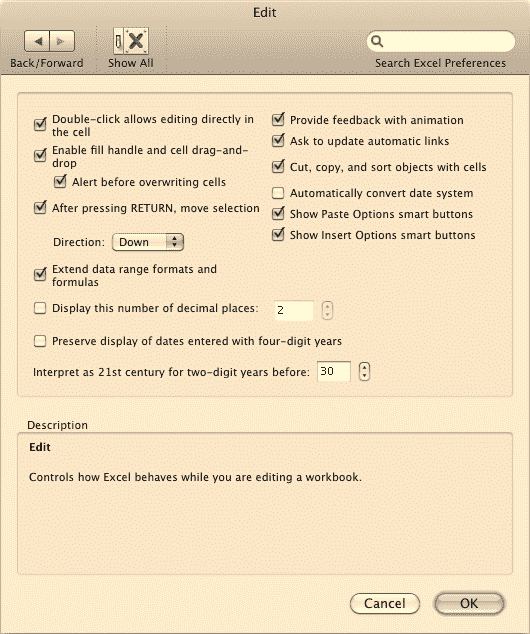 Edit
Back/Forward
Show All
Search Excel Preferences
Double-click allows editing directly in
the cell
Enable fill handle and cell drag-and-
drop
Alert before overwriting cells
After pressing RETURN, move selection
Direction: Down
Extend data range formats and
formulas
Display this number of decimal places: 2
Preserve display of dates entered with four-digit years
Interpret as 21st century for two-digit years before: 30
Provide feedback with animation
Ask to update automatic links
Cut, copy, and sort objects with cells
Automatically convert date system
Show Paste Options smart buttons
Show Insert Options smart buttons
Description
Edit
Controls how Excel behaves while you are editing a workbook.
Cancel
OK